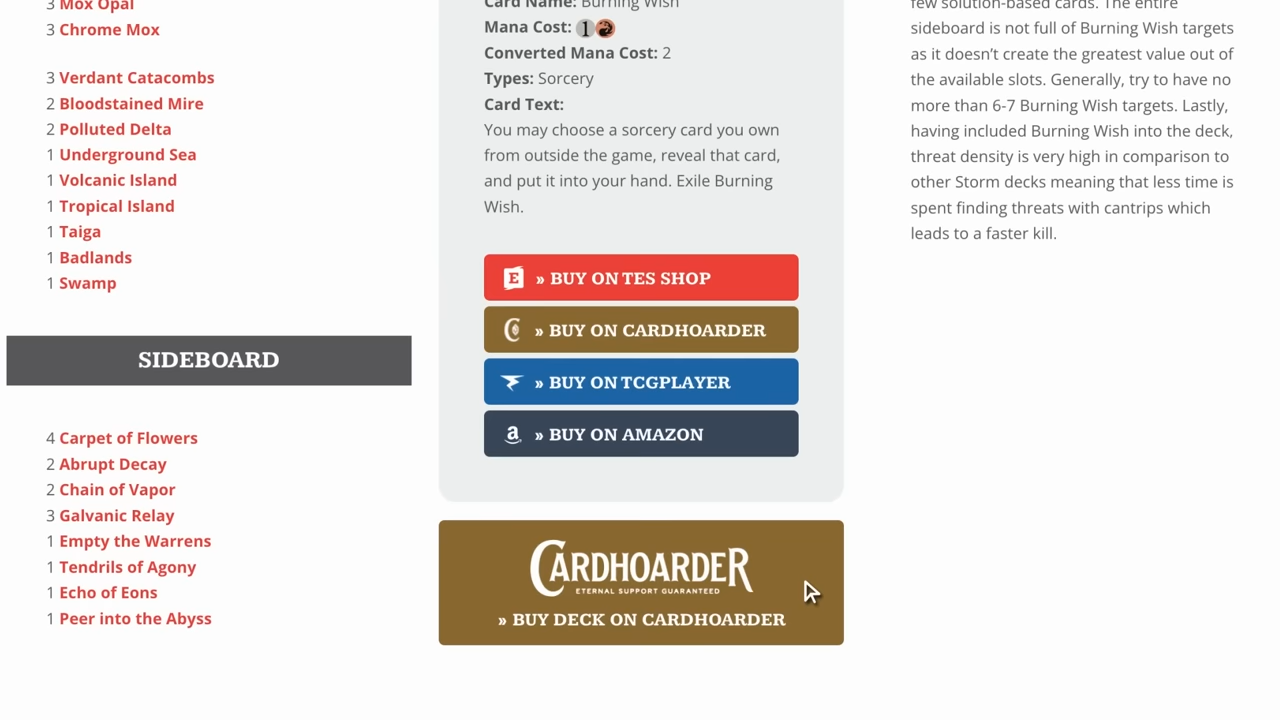 3 Mox Opal
3 Chrome Mox
3 Verdant Catacombs
2 Bloodstained Mire
2 Polluted Delta
1 Underground Sea
1 Volcanic Island
1 Tropical Island
1 Taiga
1 Badlands
1 Swamp
SIDEBOARD
4 Carpet of Flowers
2 Abrupt Decay
2 Chain of Vapor
3 Galvanic Relay
1 Empty the Warrens
1 Tendrils of Agony
1 Echo of Eons
1 Peer into the Abyss
Card Name: Burning Wish
Mana Cost: 1
Converted Mana Cost: 2
Types: Sorcery
Card Text:
You may choose a sorcery card you own
from outside the game, reveal that card,
and put it into your hand. Exile Burning
Wish.
E » BUY ON TES SHOP
C » BUY ON CARDHOARDER
» BUY ON TCGPLAYER
a » BUY ON AMAZON
CARDHOARDER
ETERNAL SUPPORT GUARANTEED
» BUY DECK ON CARDHOARDER
few solution-based cards. The entire
sideboard is not full of Burning Wish targets
as it doesn’t create the greatest value out of
the available slots. Generally, try to have no
more than 6-7 Burning Wish targets. Lastly,
having included Burning Wish into the deck,
threat density is very high in comparison to
other Storm decks meaning that less time is
spent finding threats with cantrips which
leads to a faster kill.